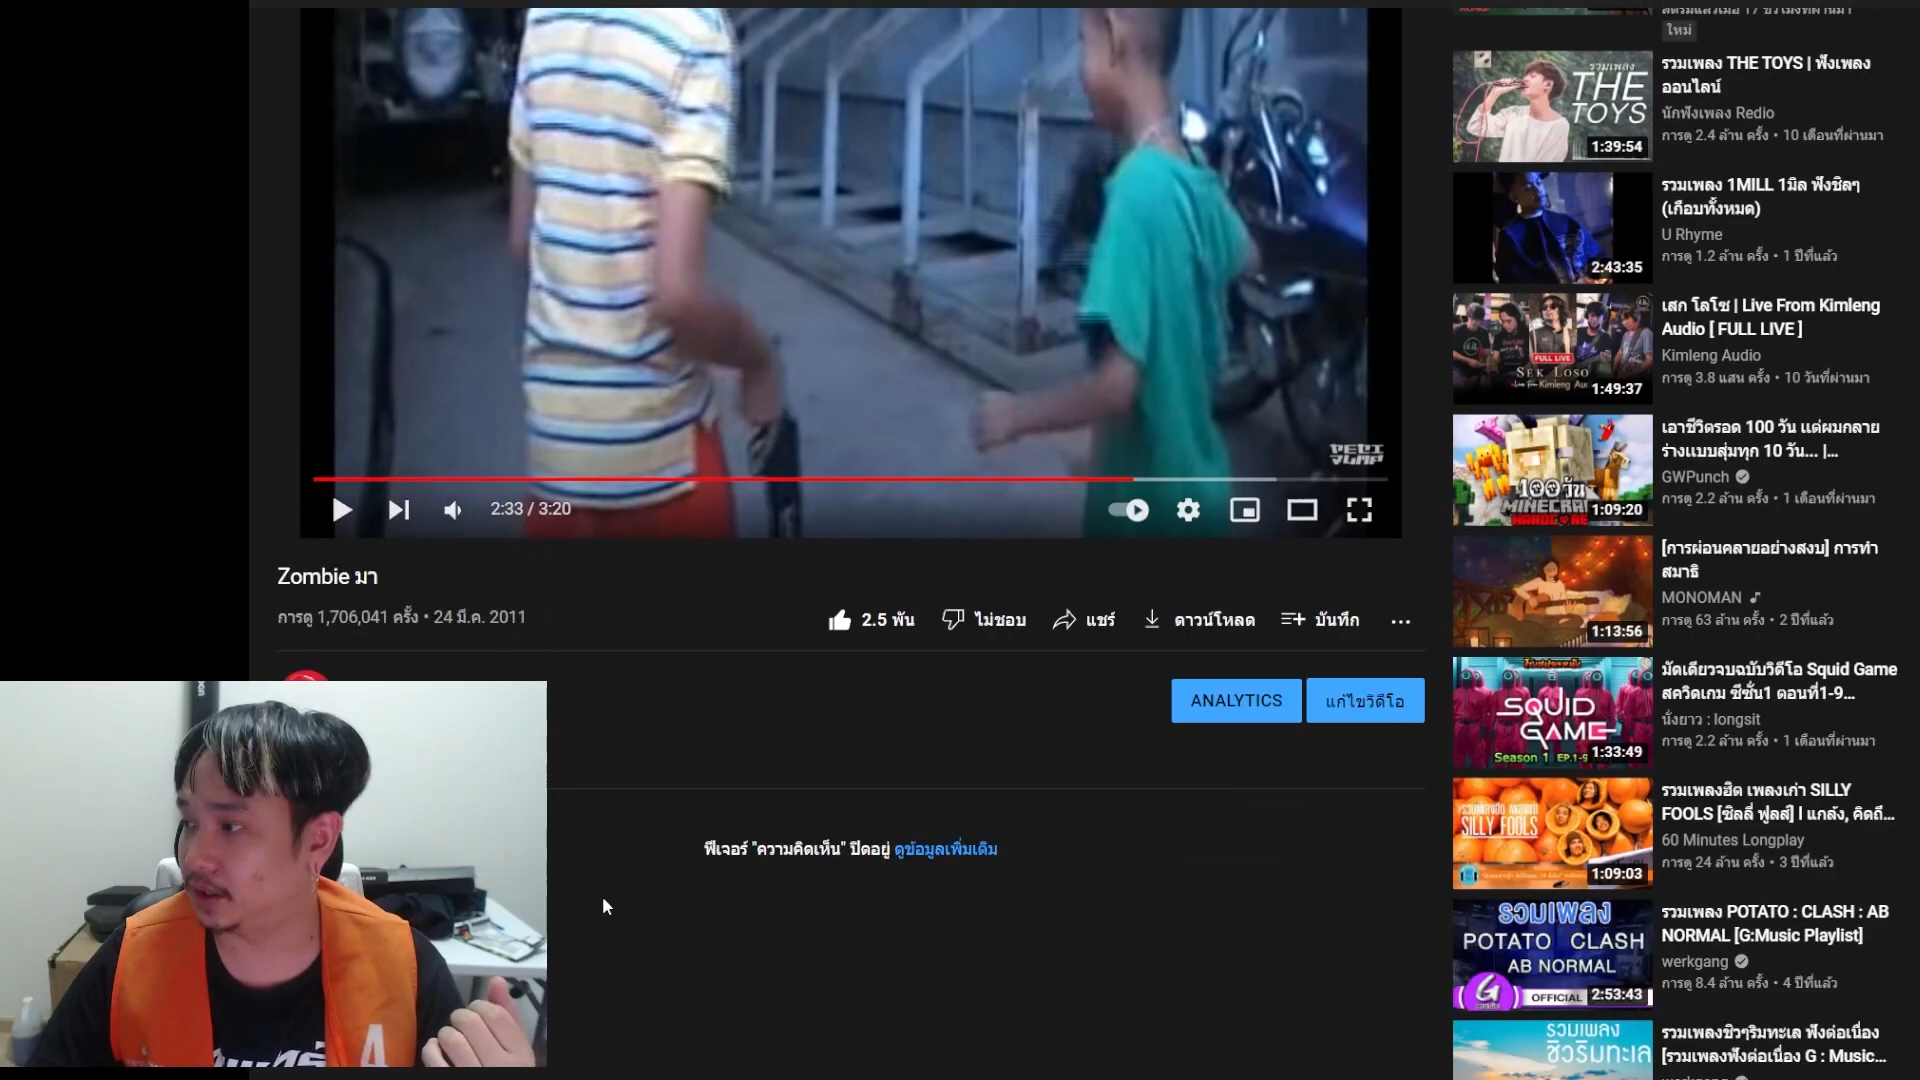 2:33 / 3:20
Zombie มา
การดู 1,706,041 ครั้ง • 24 มี.ค. 2011
2.5 พัน
ไม่ชอบ
แชร์
ดาวน์โหลด
บันทึก
ANALYTICS
แก้ไขวิดีโอ
ฟีเจอร์ "ความคิดเห็น" ปิดอยู่ ดูข้อมูลเพิ่มเติม
A
ใหม่
รวมเพลง
THE
TOYS
1:39:54
รวมเพลง THE TOYS | ฟังเพลง
ออนไลน์
นักฟังเพลง Redio
การดู 2.4 ล้าน ครั้ง • 10 เดือนที่ผ่านมา
2:43:35
รวมเพลง 1MILL 1มิล ฟังชิลๆ
(เกือบทั้งหมด)
U Rhyme
การดู 1.2 ล้าน ครั้ง • 1 ปีที่แล้ว
FULL LIVE
SEK LOSO
1:49:37
เสก โลโซ | Live From Kimleng
Audio [ FULL LIVE ]
Kimleng Audio
การดู 3.8 แสน ครั้ง • 10 วันที่ผ่านมา
100 วัน
1:09:20
เอาชีวิตรอด 100 วัน แต่ผมกลาย
ร่างแบบสุ่มทุก 10 วัน... |...
GWPunch
การดู 2.2 ล้าน ครั้ง • 1 เดือนที่ผ่านมา
1:13:56
[การผ่อนคลายอย่างสงบ] การทำ
สมาธิ
MONOMAN
การดู 63 ล้าน ครั้ง • 2 ปีที่แล้ว
SQUID
GAME
Season 1 EP.1-9
1:33:49
มัดเดียวจบฉบับวิดีโอ Squid Game
สควิดเกม ซีซั่น1 ตอนที่1-9...
นั่งยาว : longsit
การดู 2.2 ล้าน ครั้ง • 1 เดือนที่ผ่านมา
SILLY
FOOLS
1:09:03
รวมเพลงฮิต เพลงเก่า SILLY
FOOLS [ซิลลี่ ฟูลส์] l แกล้ง, คิดถึ...
60 Minutes Longplay
การดู 24 ล้าน ครั้ง • 3 ปีที่แล้ว
รวมเพลง
POTATO CLASH
AB NORMAL
G
OFFICIAL
2:53:43
รวมเพลง POTATO : CLASH : AB
NORMAL [G:Music Playlist]
werkgang
การดู 8.4 ล้าน ครั้ง • 4 ปีที่แล้ว
รวมเพลง
ชิวริมทะเล
รวมเพลงชิวๆริมทะเล ฟังต่อเนื่อง
[รวมเพลงฟังต่อเนื่อง G : Music...